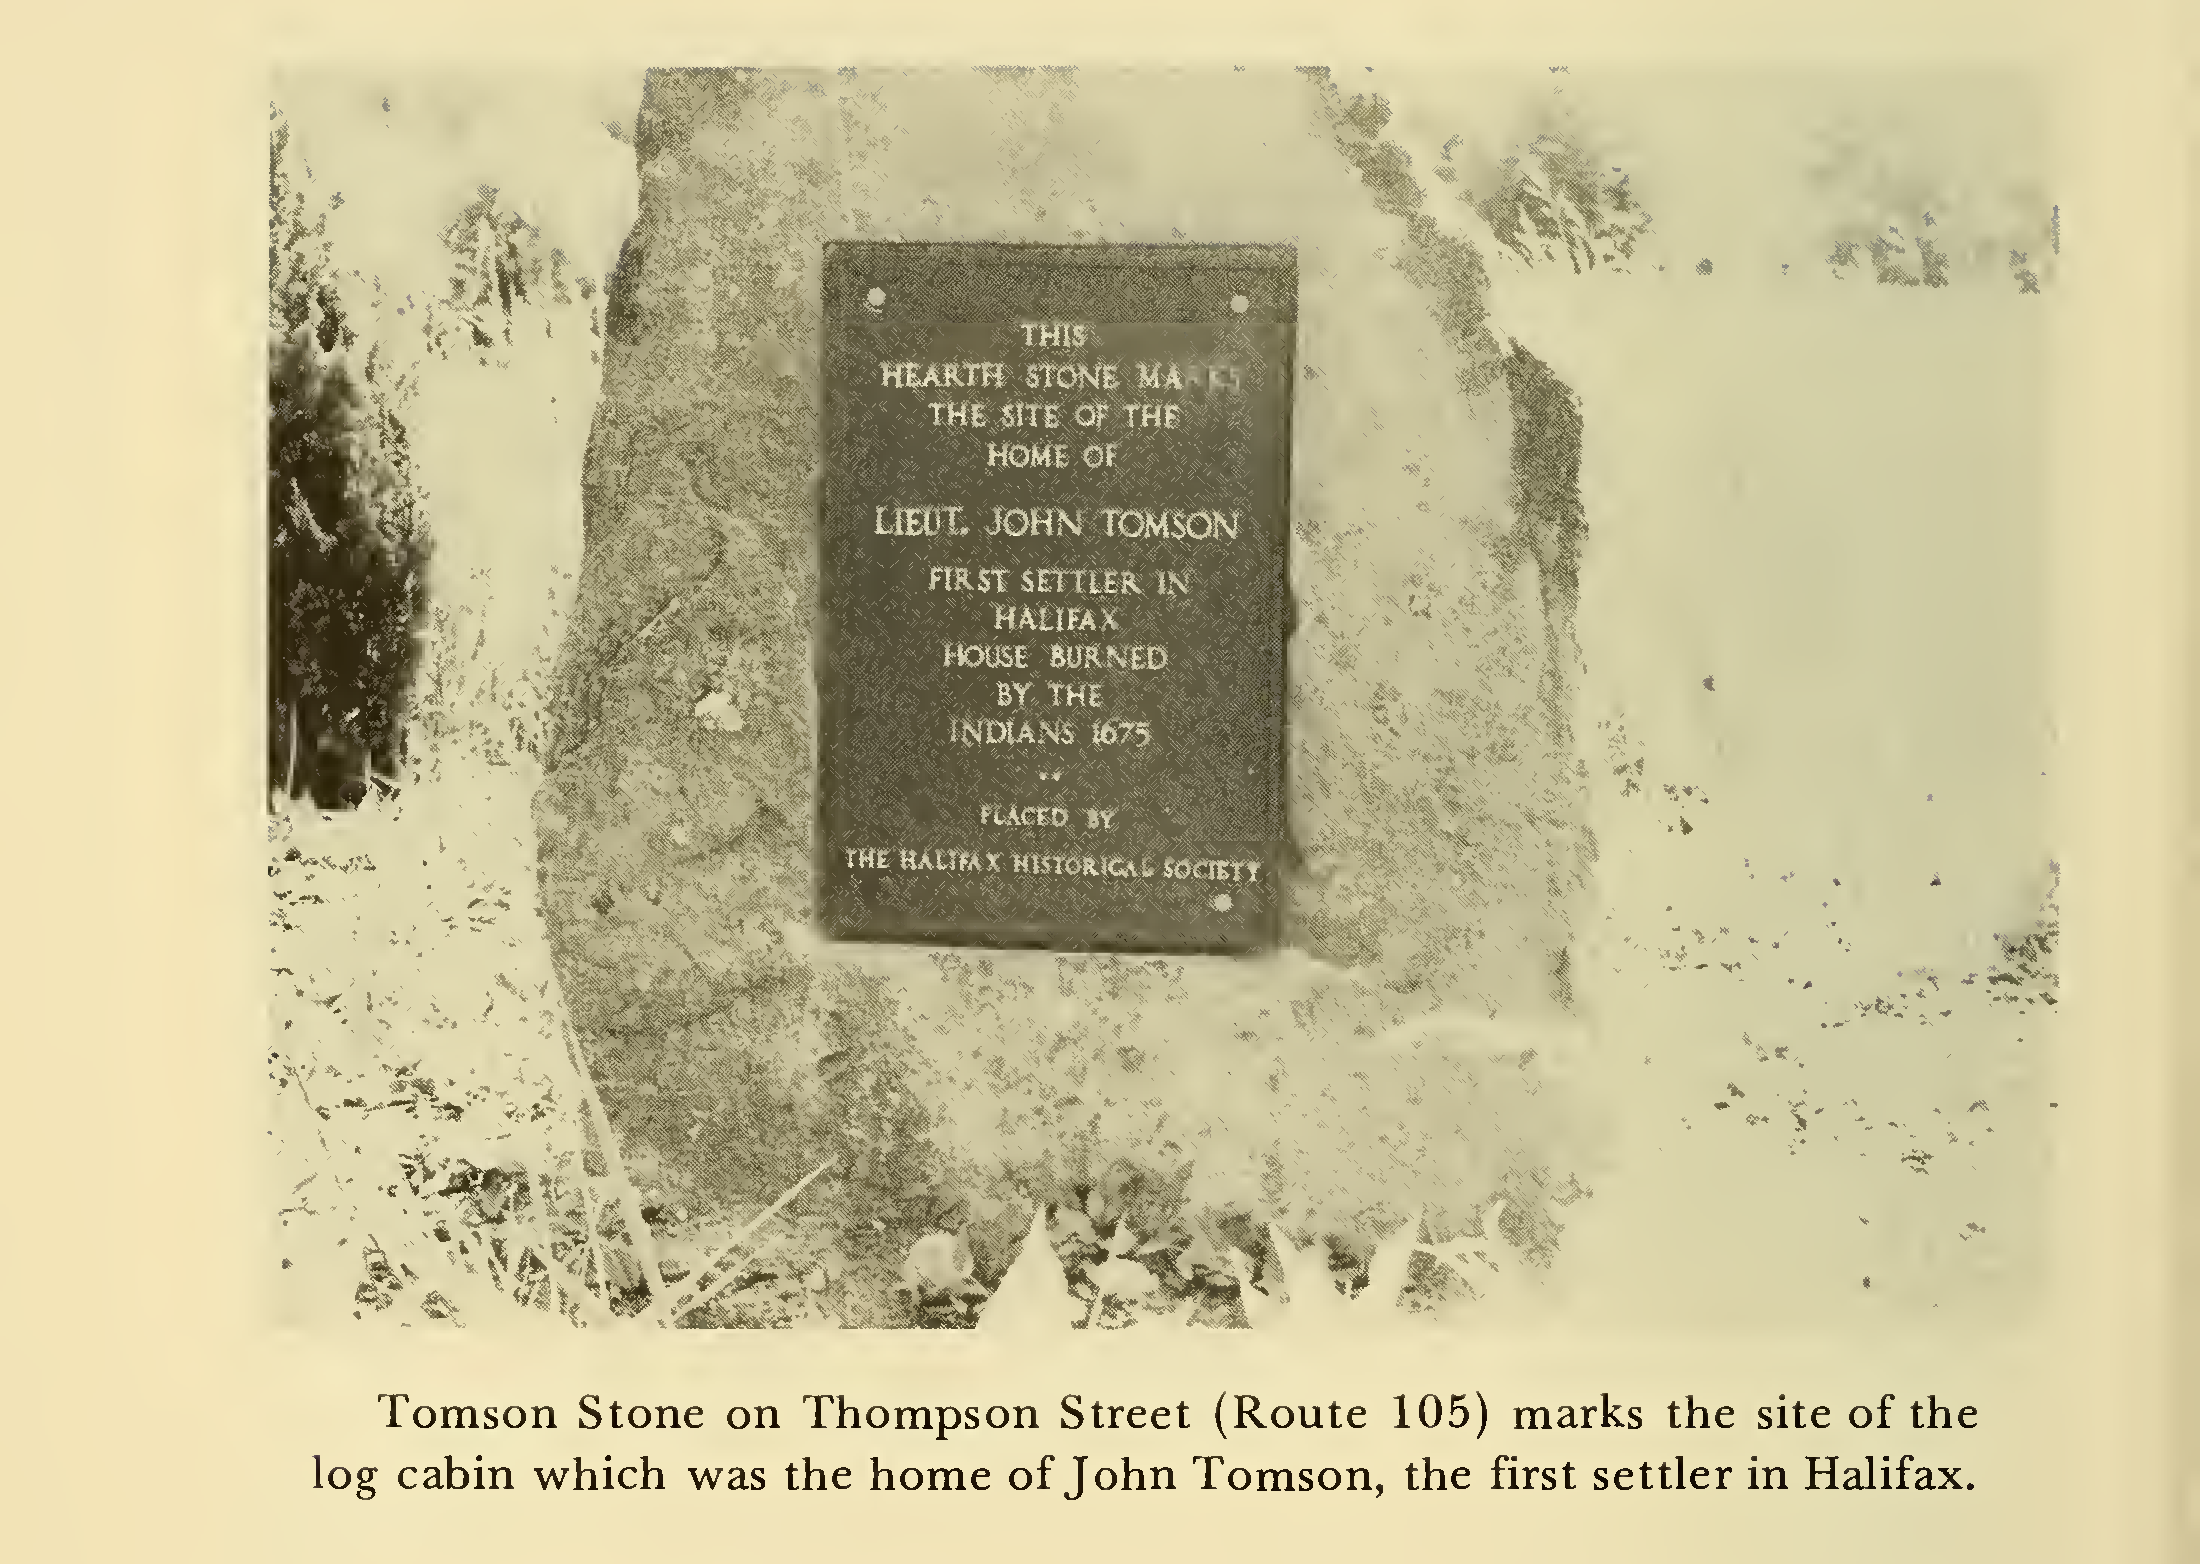 THIS
HEARTH STONE MARKS
THE SITE OF THE
HOME OF
LIEUT. JOHN TOMSON
FIRST SETTLER IN
HALIFAX
HOUSE BURNED
BY THE
INDIANS 1675
PLACED BY
THE HALIFAX HISTORICAL SOCIETY
Tomson Stone on Thompson Street (Route 105) marks the site of the
log cabin which was the home of John Tomson, the first settler in Halifax.